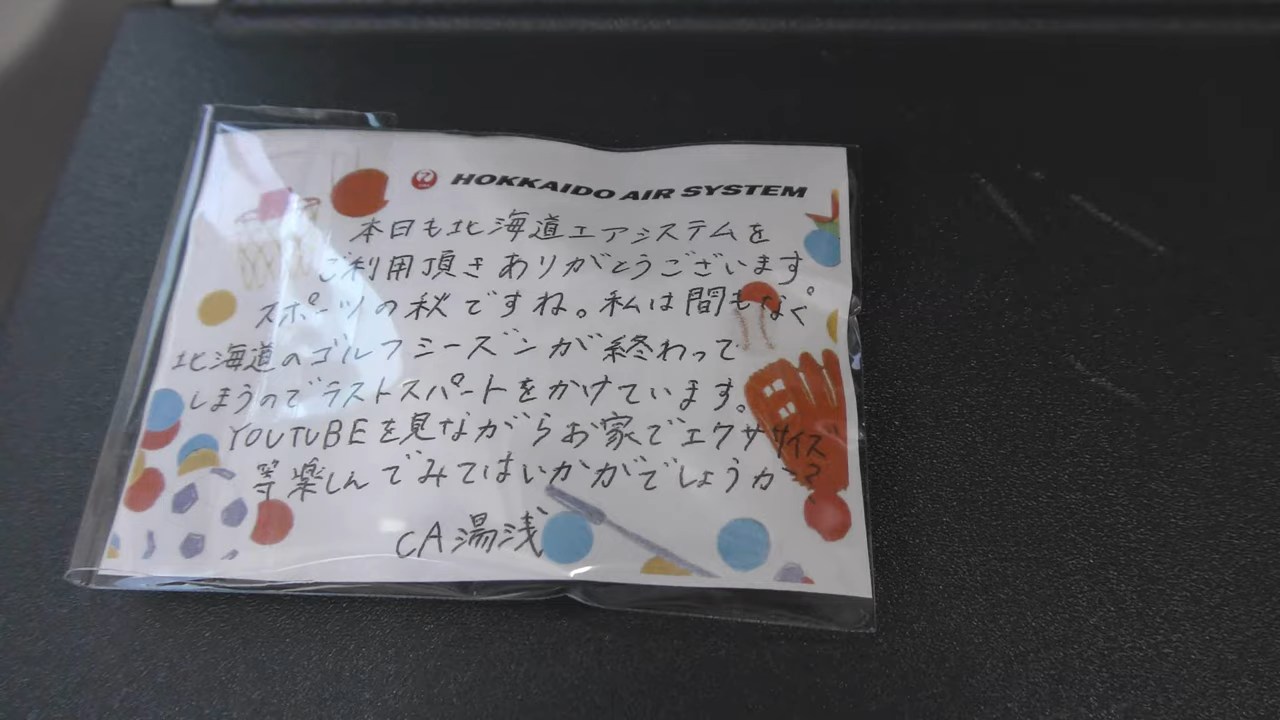 HOKKAIDO AIR SYSTEM
本日も北海道エアシステムを
ご利用頂きありがとうございます
スポーツの秋ですね。私は間もなく
北海道のゴルフシーズンが終わって
しまうのでラストスパートをかけています。
YOUTUBEを見ながらお家でエクササイズ
等楽しんでみてはいかがでしょうか?
CA湯浅